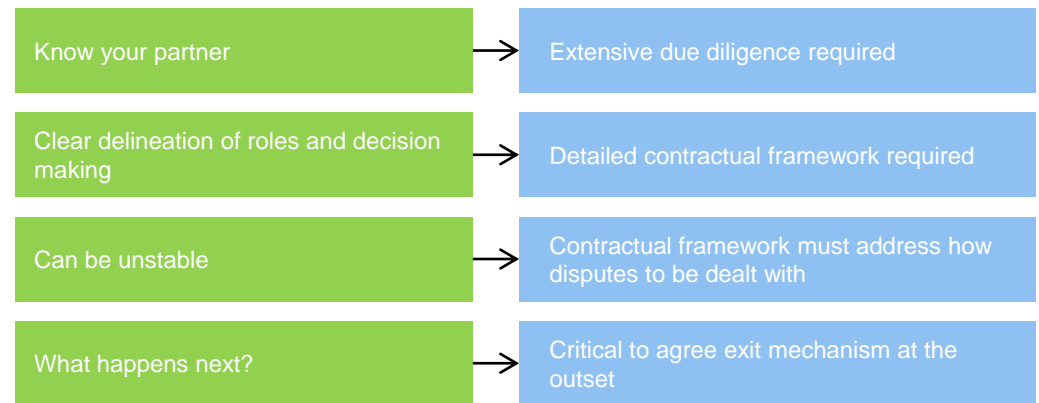 Know your partner
Extensive due diligence required
Clear delineation of roles and decision
making
Detailed contractual framework required
Can be unstable
Contractual framework must address how
disputes to be dealt with
What happens next?
Critical to agree exit mechanism at the
outset